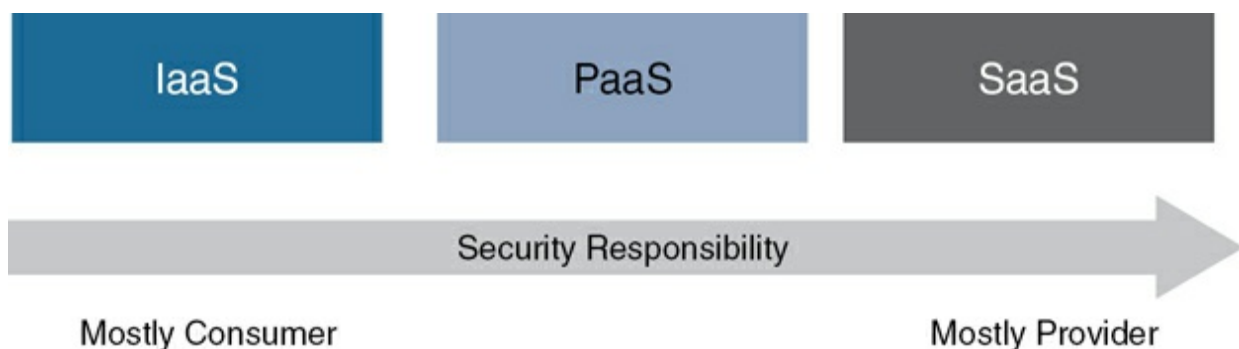 IaaS
PaaS
SaaS
Security Responsibility
Mostly Consumer
Mostly Provider